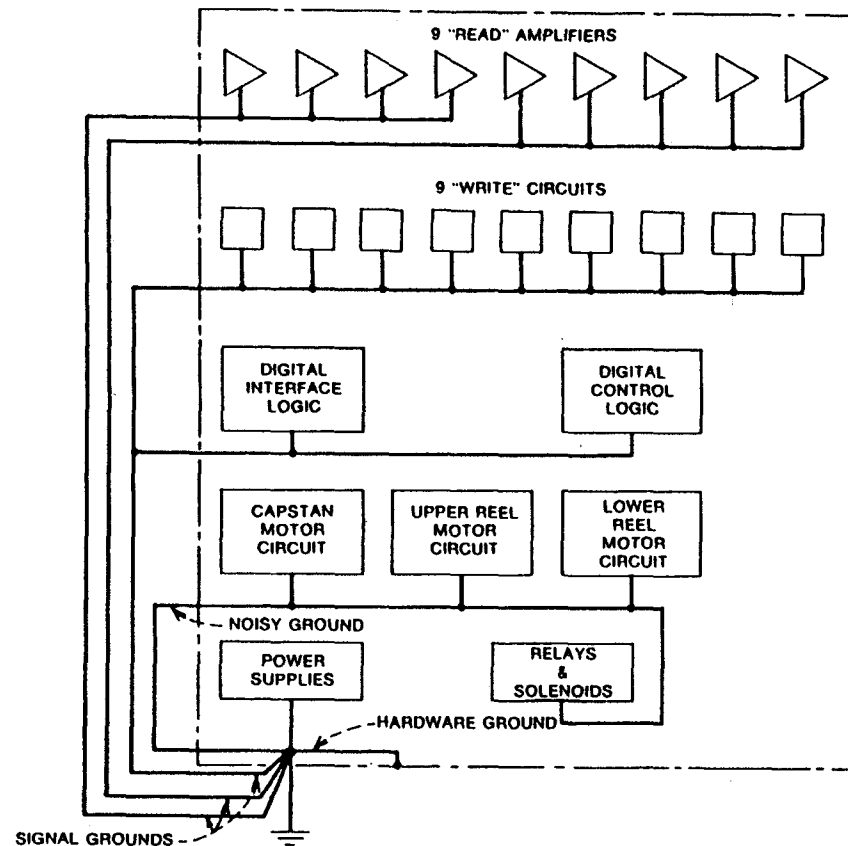 9 "READ" AMPLIFIERS
9 "WRITE" CIRCUITS
DIGITAL
INTERFACE
LOGIC
DIGITAL
CONTROL
LOGIC
CAPSTAN
MOTOR
CIRCUIT
UPPER REEL
MOTOR
CIRCUIT
LOWER
REEL
MOTOR
CIRCUIT
NOISY GROUND
POWER
SUPPLIES
RELAYS
&
SOLENOIDS
HARDWARE GROUND
SIGNAL GROUNDS